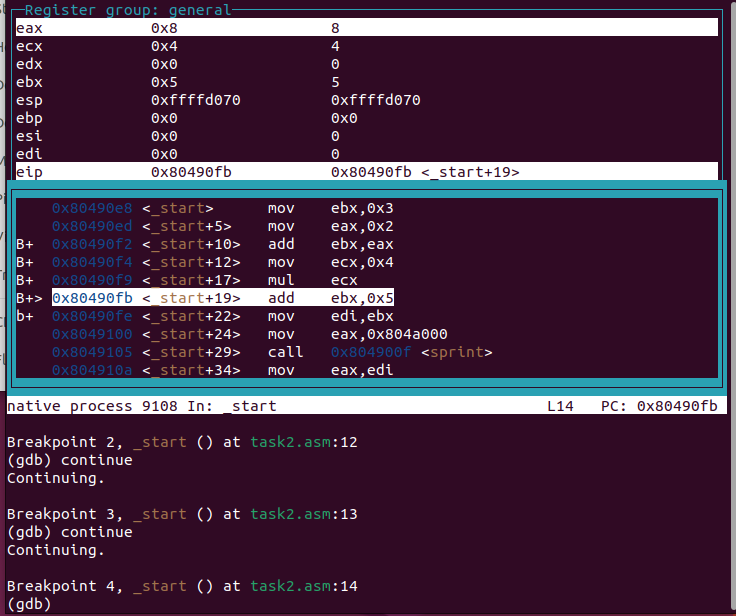 Register group: general
eax 0x8 8
ecx 0x4 4
edx 0x0 0
ebx 0x5 5
esp 0xffffd070 0xffffd070
ebp 0x0 0x0
esi 0x0 0
edi 0x0 0
eip 0x80490fb 0x80490fb <_start+19>
0x80490e8 <_start> mov ebx,0x3
0x80490ed <_start+5> mov eax,0x2
B+ 0x80490f2 <_start+10> add ebx,eax
B+ 0x80490f4 <_start+12> mov ecx,0x4
B+ 0x80490f9 <_start+17> mul ecx
B+> 0x80490fb <_start+19> add ebx,0x5
b+ 0x80490fe <_start+22> mov edi,ebx
0x8049100 <_start+24> mov eax,0x804a000
0x8049105 <_start+29> call 0x804900f <sprint>
0x804910a <_start+34> mov eax,edi
native process 9108 In: _start L14 PC: 0x80490fb
Breakpoint 2, _start () at task2.asm:12
(gdb) continue
Continuing.
Breakpoint 3, _start () at task2.asm:13
(gdb) continue
Continuing.
Breakpoint 4, _start () at task2.asm:14
(gdb)